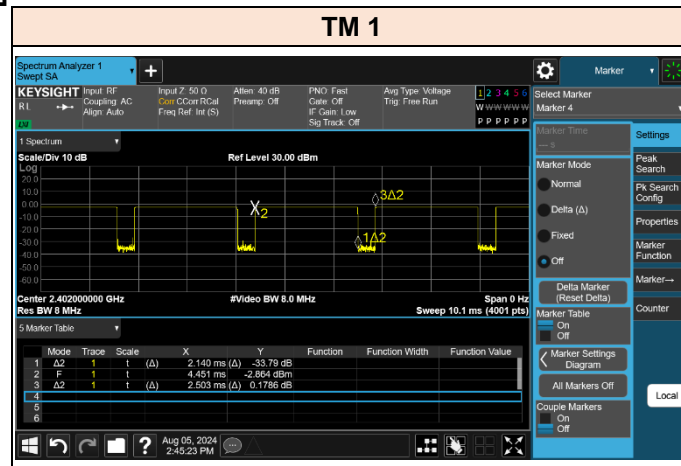 TM 1
Spectrum Analyzer 1
Swept SA
+
Marker
KEYSIGHT Input: RF Input Z: 50 Ω Atten: 40 dB PNO: Fast Avg Type: Voltage 1 2 3 4 5 6
RL Coupling: AC Corr CCorr RCal Preamp: Off Gate: Off Trig: Free Run W W W W W W
Align: Auto Freq Ref: Int (S) IF Gain: Low
Sig Track: Off P P P P P P
Select Marker
Marker 4
1 Spectrum
Scale/Div 10 dB Ref Level 30.00 dBm
Log
20.0
10.0
0.00
-10.0
-20.0
-30.0
-40.0
-50.0
-60.0
X2
3Δ2
1Δ2
Center 2.402000000 GHz #Video BW 8.0 MHz Span 0 Hz
Res BW 8 MHz Sweep 10.1 ms (4001 pts)
5 Marker Table
Mode Trace Scale X Y Function Function Width Function Value
1 Δ2 1 t (Δ) 2.140 ms (Δ) -33.79 dB
2 F 1 t 4.451 ms -2.864 dBm
3 Δ2 1 t (Δ) 2.503 ms (Δ) 0.1786 dB
4
5
6
Marker Time
--- s
Marker Mode
Normal
Delta (Δ)
Fixed
Off
Delta Marker
(Reset Delta)
Marker Table
On
Off
Marker Settings
Diagram
All Markers Off
Couple Markers
On
Off
Settings
Peak
Search
Pk Search
Config
Properties
Marker
Function
Marker→
Counter
Local
?
Aug 05, 2024
2:45:23 PM